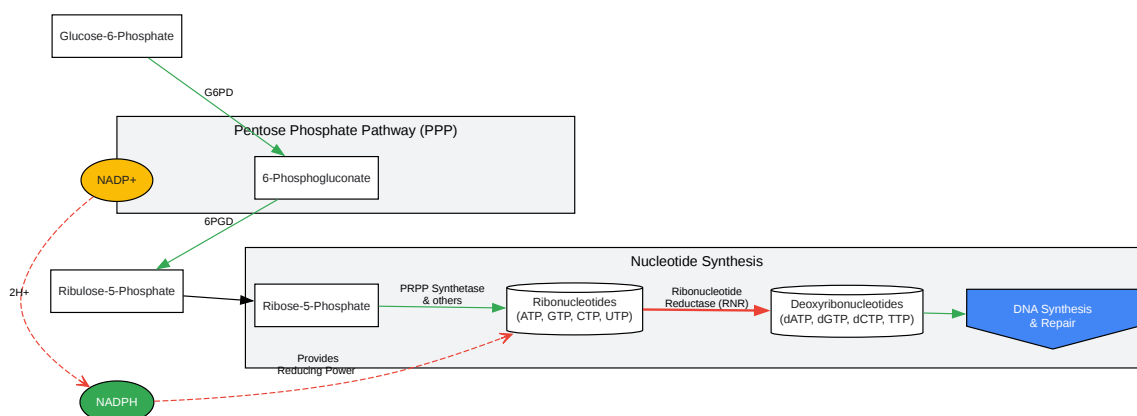 Glucose-6-Phosphate
G6PD
Pentose Phosphate Pathway (PPP)
NADP+
6-Phosphogluconate
6PGD
Nucleotide Synthesis
2H+
Ribulose-5-Phosphate
Ribose-5-Phosphate
PRPP Synthetase
& others
Ribonucleotides
(ATP, GTP, CTP, UTP)
Ribonucleotide
Reductase (RNR)
Deoxyribonucleotides
(dATP, dGTP, dCTP, TTP)
DNA Synthesis
& Repair
Provides
Reducing Power
NADPH